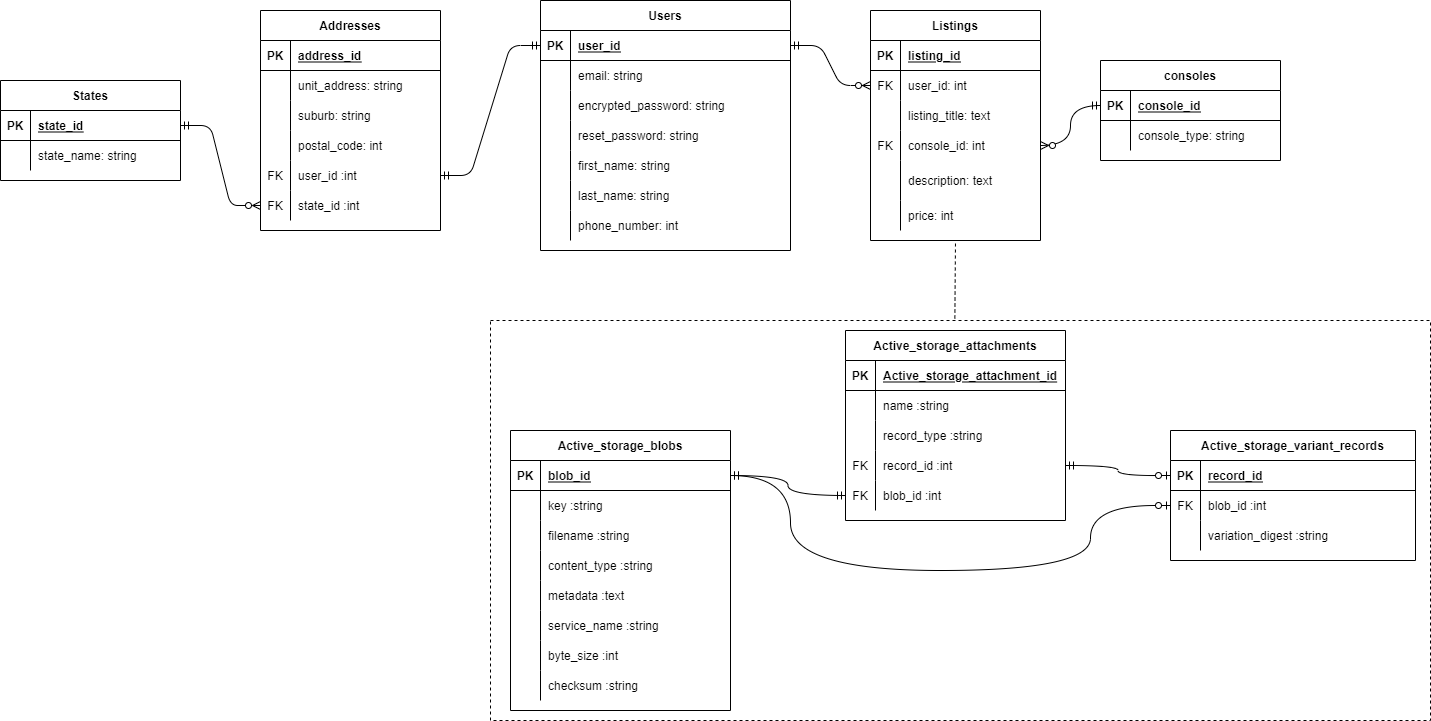 States
PK state_id
state_name: string
Addresses
PK address_id
unit_address: string
suburb: string
postal_code: int
FK user_id :int
FK state_id :int
Users
PK user_id
email: string
encrypted_password: string
reset_password: string
first_name: string
last_name: string
phone_number: int
Listings
PK listing_id
FK user_id: int
listing_title: text
FK console_id: int
description: text
price: int
consoles
PK console_id
console_type: string
Active_storage_blobs
PK blob_id
key :string
filename :string
content_type :string
metadata :text
service_name :string
byte_size :int
checksum :string
Active_storage_attachments
PK Active_storage_attachment_id
name :string
record_type :string
FK record_id :int
FK blob_id :int
Active_storage_variant_records
PK record_id
FK blob_id :int
variation_digest :string